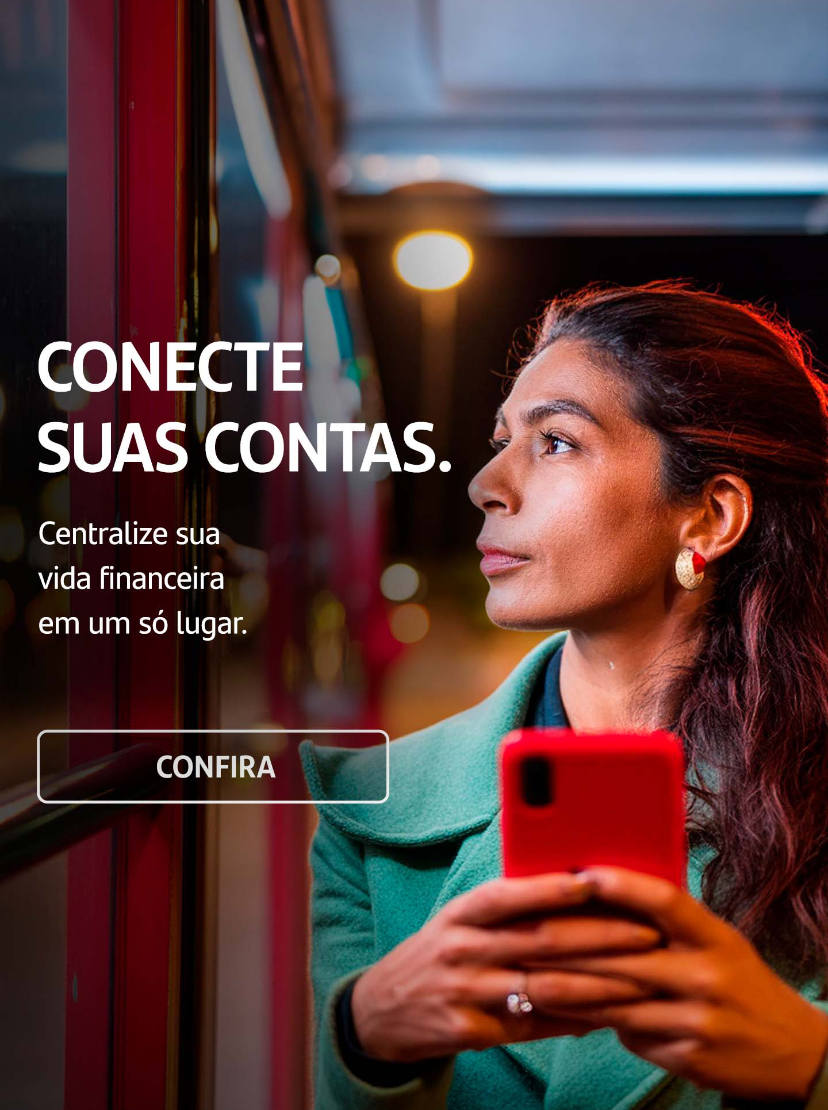 CONECTE
SUAS CONTAS.
Centralize sua
vida financeira
em um só lugar.
CONFIRA